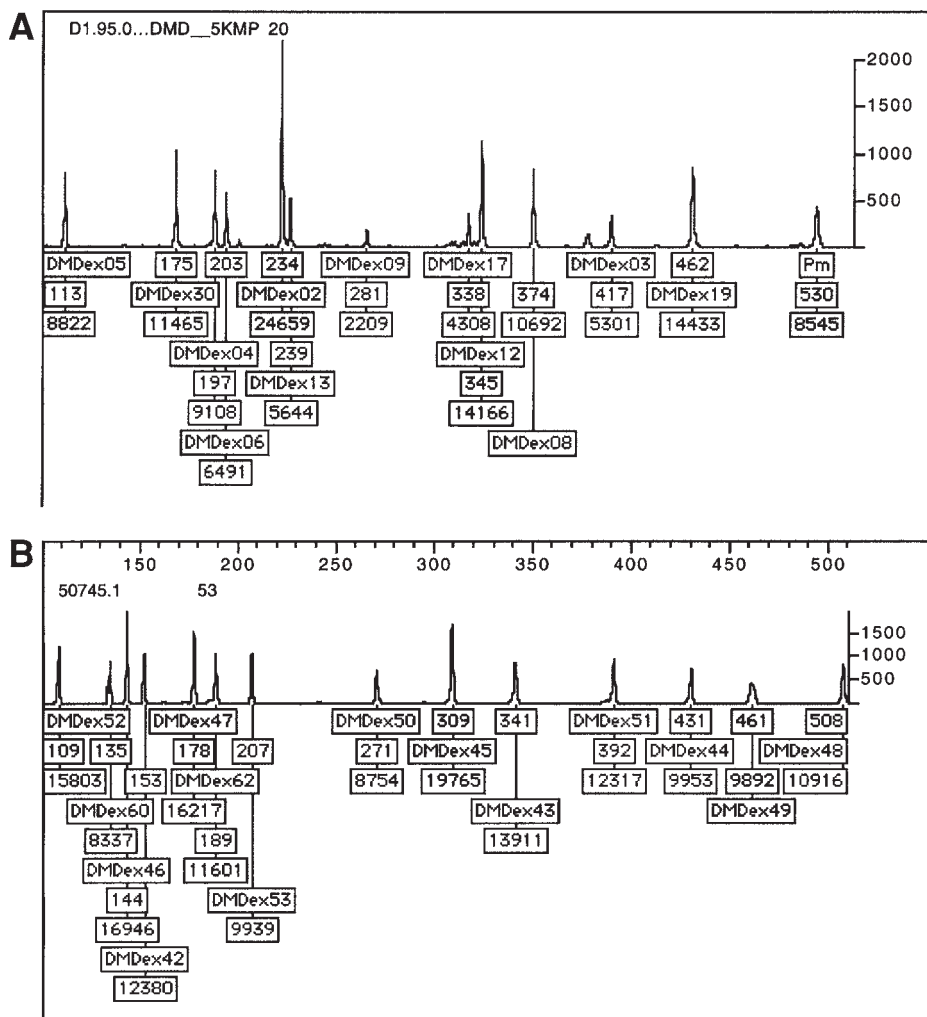 A
D1.95.0...DMD__5KMP 20
2000
1500
1000
500
DMDex05 175 203 234 DMDex09 DMDex17 DMDex03 462 Pm
113 DMDex30 DMDex02 281 338 374 417 DMDex19 530
8822 11465 24659 2209 4308 10692 5301 14433 8545
DMDex04 239 DMDex12
197 DMDex13 345
9108 5644 14166
DMDex06 DMDex08
6491
B
150 200 250 300 350 400 450 500
50745.1 53
1500
1000
500
DMDex52 DMDex47 DMDex50 309 341 DMDex51 431 461 508
109 135 178 207 271 DMDex45 392 DMDex44 DMDex48
15803 153 DMDex62 8754 19765 12317 9953 9892 10916
DMDex60 16217 DMDex43 DMDex49
8337 189 13911
DMDex46 11601
144 DMDex53
16946 9939
DMDex42
12380